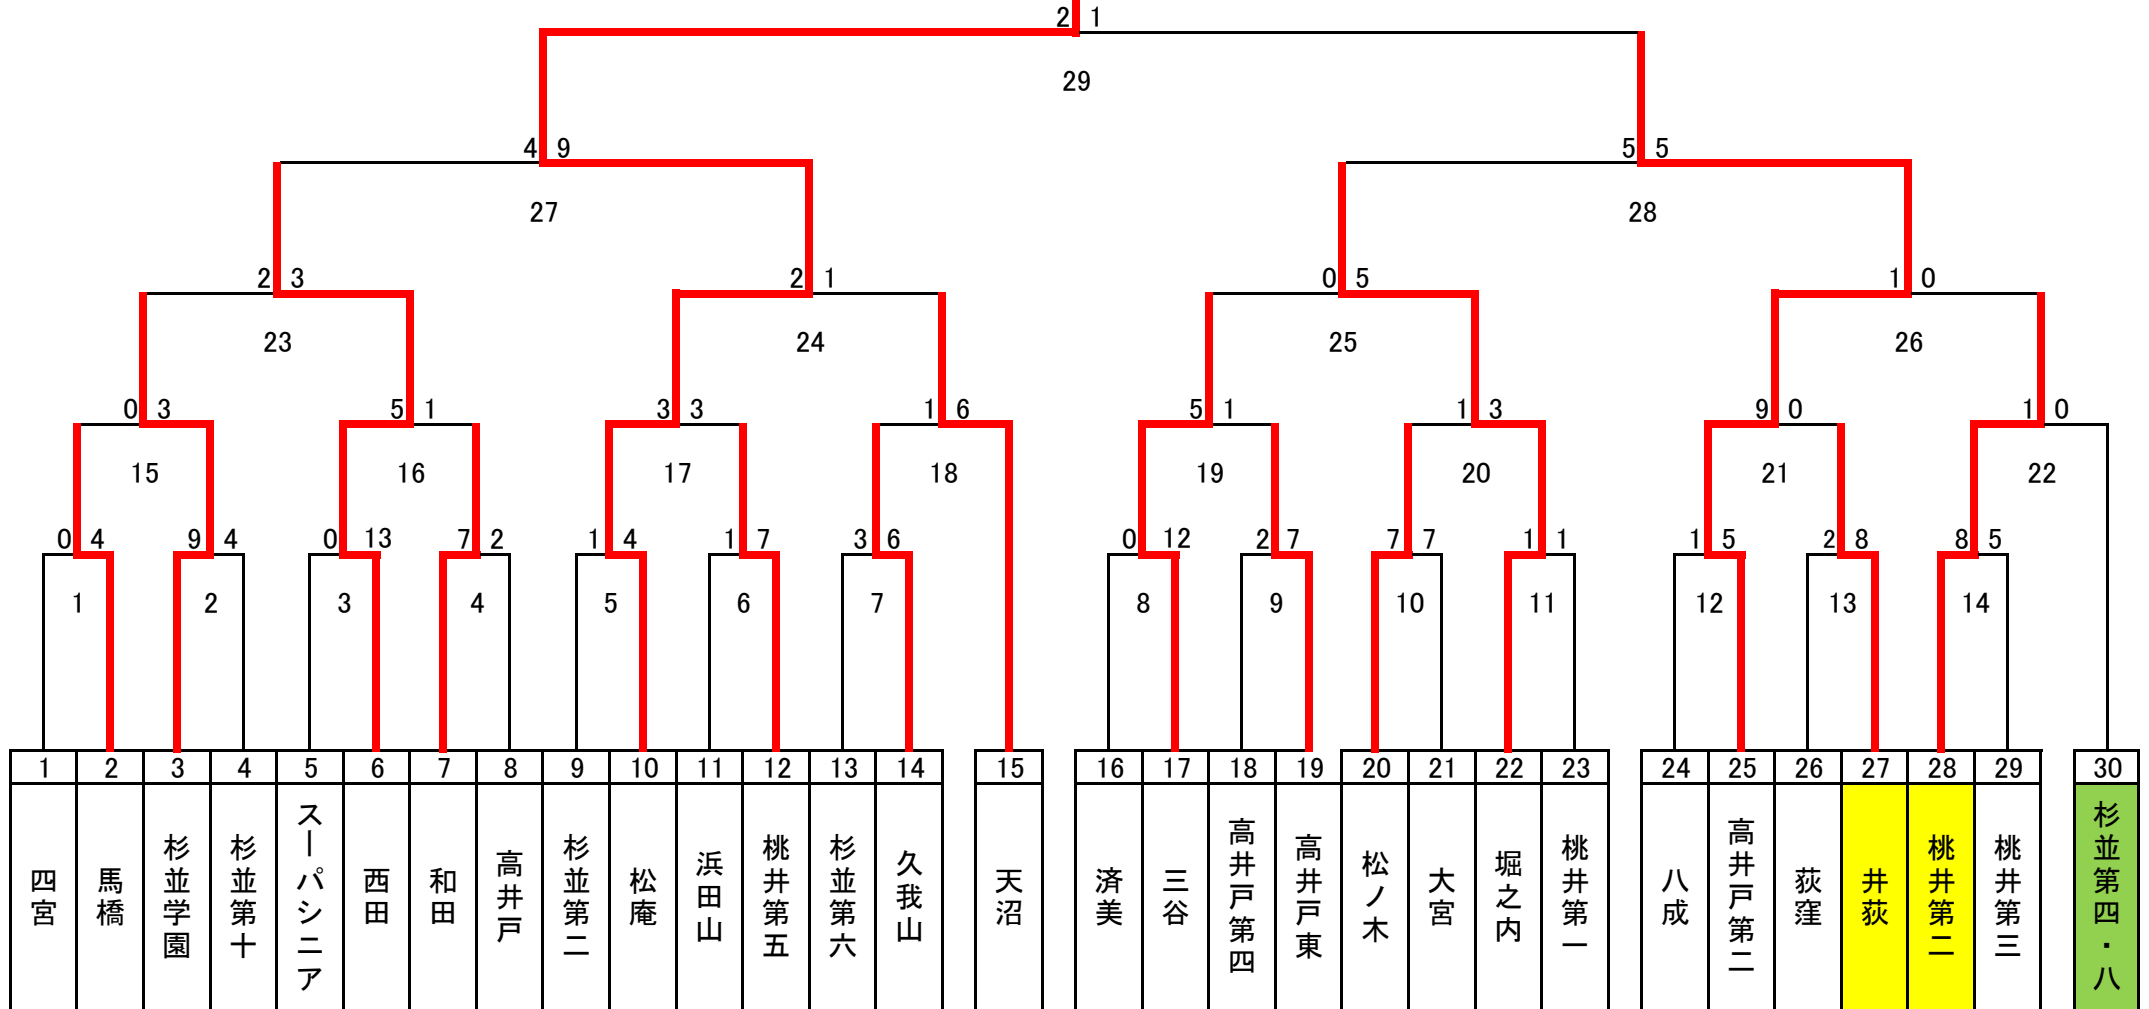 2 1
29
4 9 5 5
27 28
2 3 2 1 0 5 1 0
23 24 25 26
0 3 5 1 3 3 1 6 5 1 1 3 9 0 1 0
15 16 17 18 19 20 21 22
0 4 9 4 0 13 7 2 1 4 1 7 3 6 0 12 2 7 7 7 1 1 1 5 2 8 8 5
1 2 3 4 5 6 7 8 9 10 11 12 13 14
1 2 3 4 5 6 7 8 9 10 11 12 13 14 15 16 17 18 19 20 21 22 23 24 25 26 27 28 29 30
四宮
馬橋
杉並学園
杉並第十
スーパシニア
西田
和田
高井戸
杉並第二
松庵
浜田山
桃井第五
杉並第六
久我山
天沼
済美
三谷
高井戸第四
高井戸東
松ノ木
大宮
堀之内
桃井第一
八成
高井戸第二
荻窪
井荻
桃井第二
桃井第三
杉並第四・八